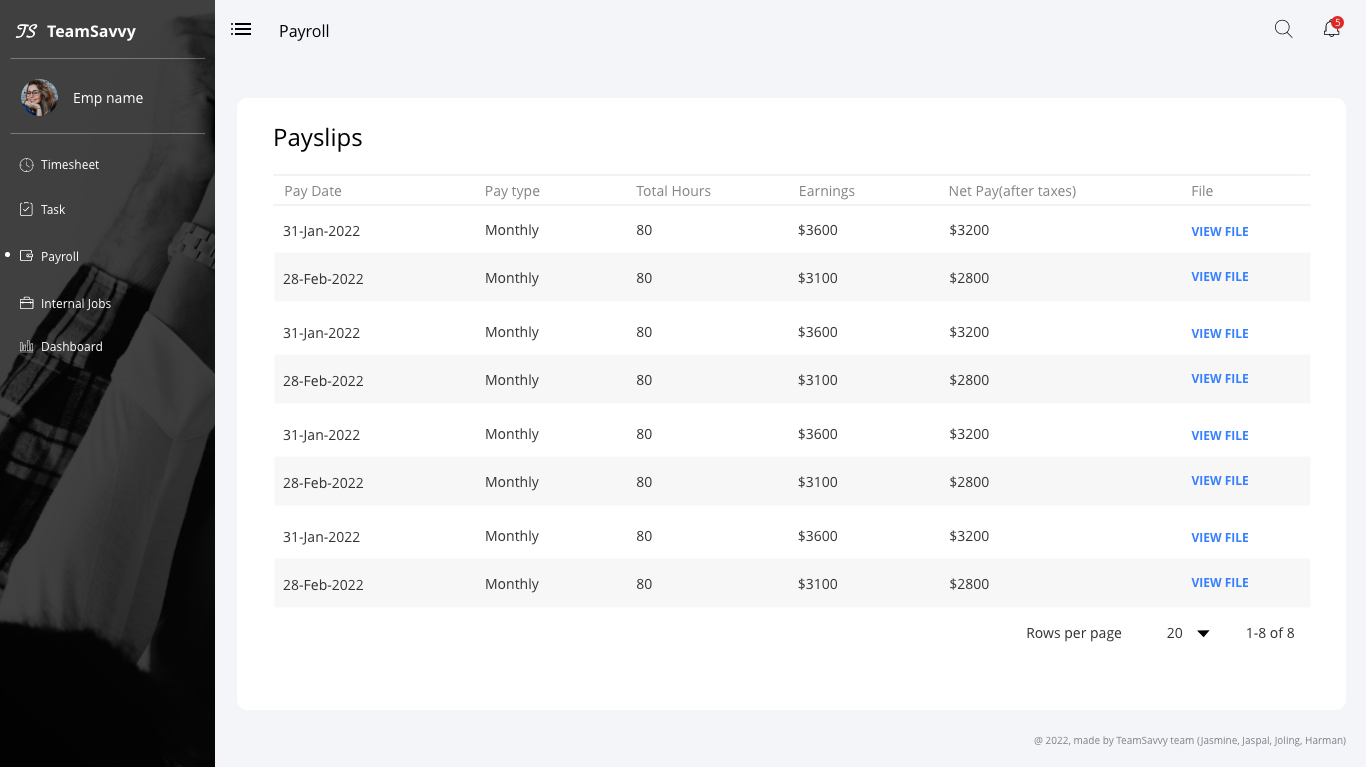 TS TeamSavvy
Payroll
5
Emp name
Timesheet
Task
Payroll
Internal Jobs
Dashboard
Payslips
Pay Date Pay type Total Hours Earnings Net Pay(after taxes) File
31-Jan-2022 Monthly 80 $3600 $3200 VIEW FILE
28-Feb-2022 Monthly 80 $3100 $2800 VIEW FILE
31-Jan-2022 Monthly 80 $3600 $3200 VIEW FILE
28-Feb-2022 Monthly 80 $3100 $2800 VIEW FILE
31-Jan-2022 Monthly 80 $3600 $3200 VIEW FILE
28-Feb-2022 Monthly 80 $3100 $2800 VIEW FILE
31-Jan-2022 Monthly 80 $3600 $3200 VIEW FILE
28-Feb-2022 Monthly 80 $3100 $2800 VIEW FILE
Rows per page 20 1-8 of 8
@ 2022, made by TeamSavvy team (Jasmine, Jaspal, Joling, Harman)